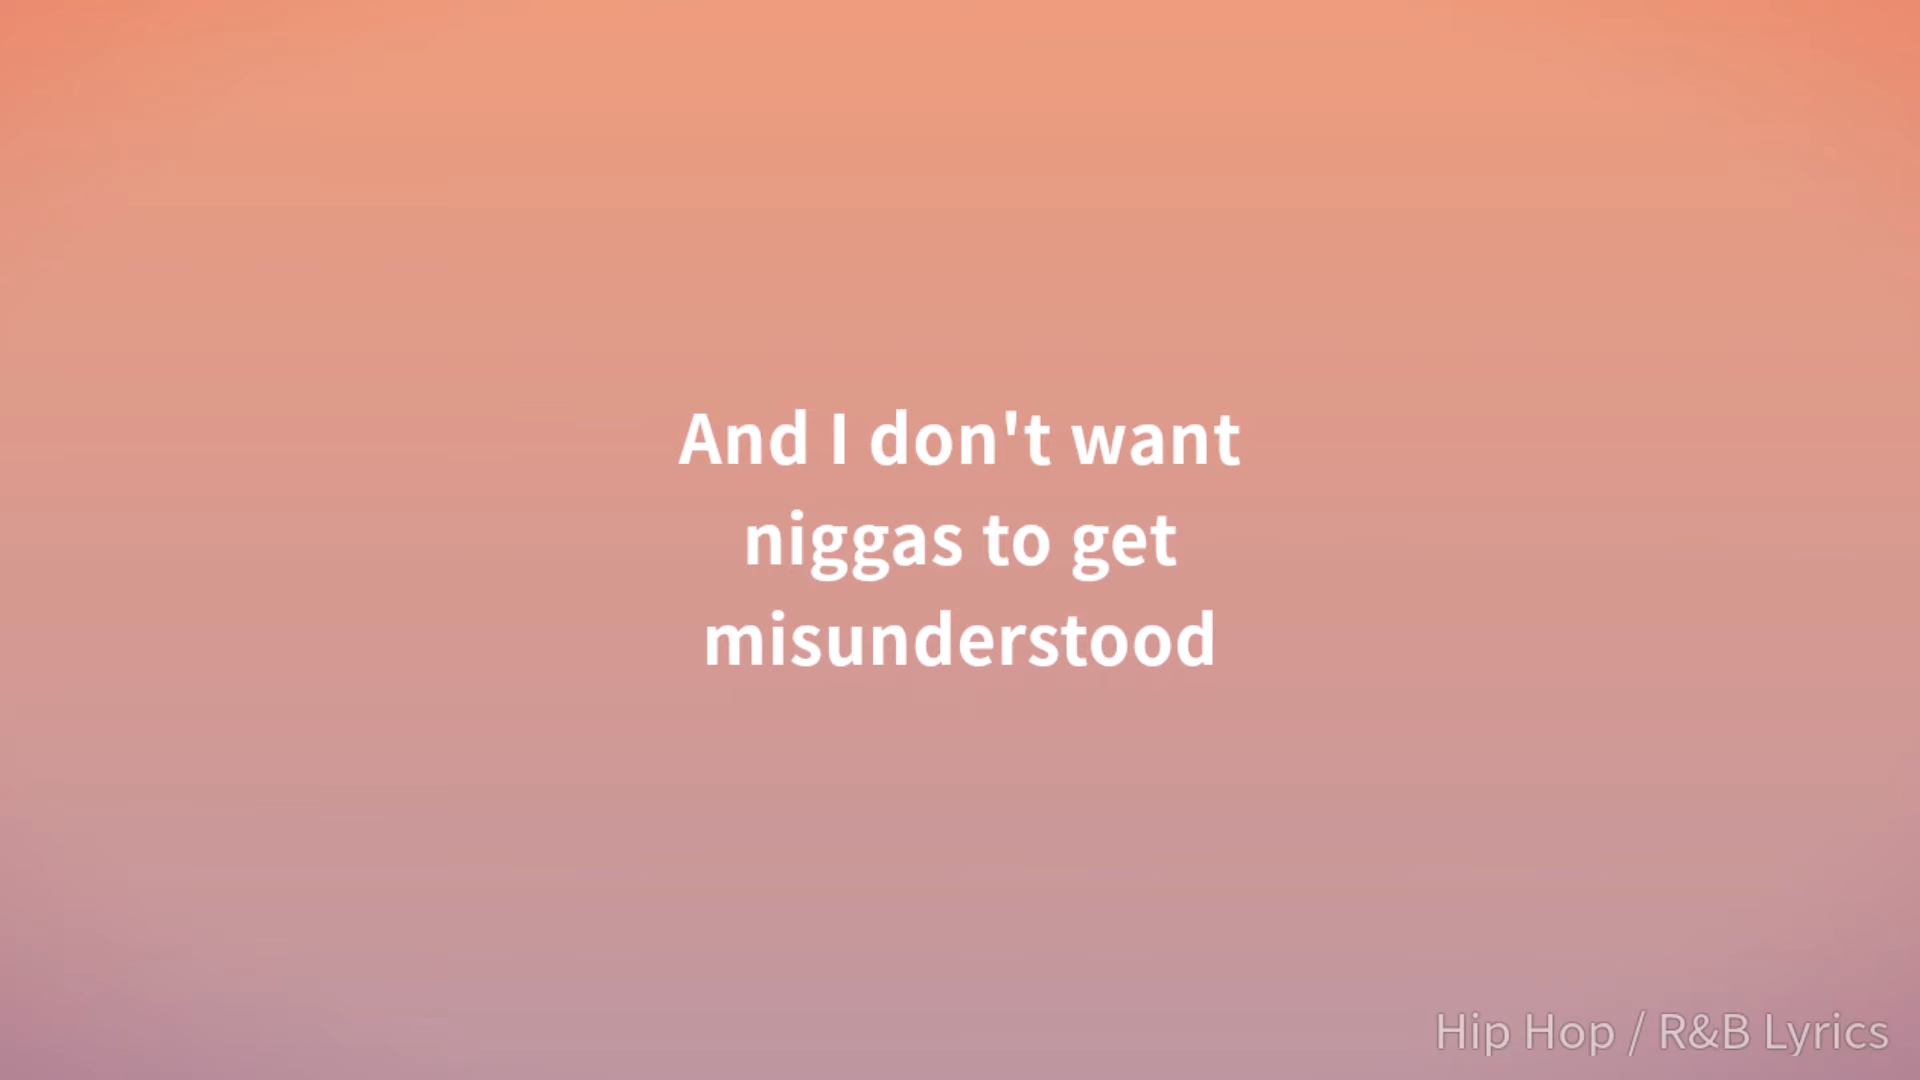 And I don't want
niggas to get
misunderstood
Hip Hop / R&B Lyrics